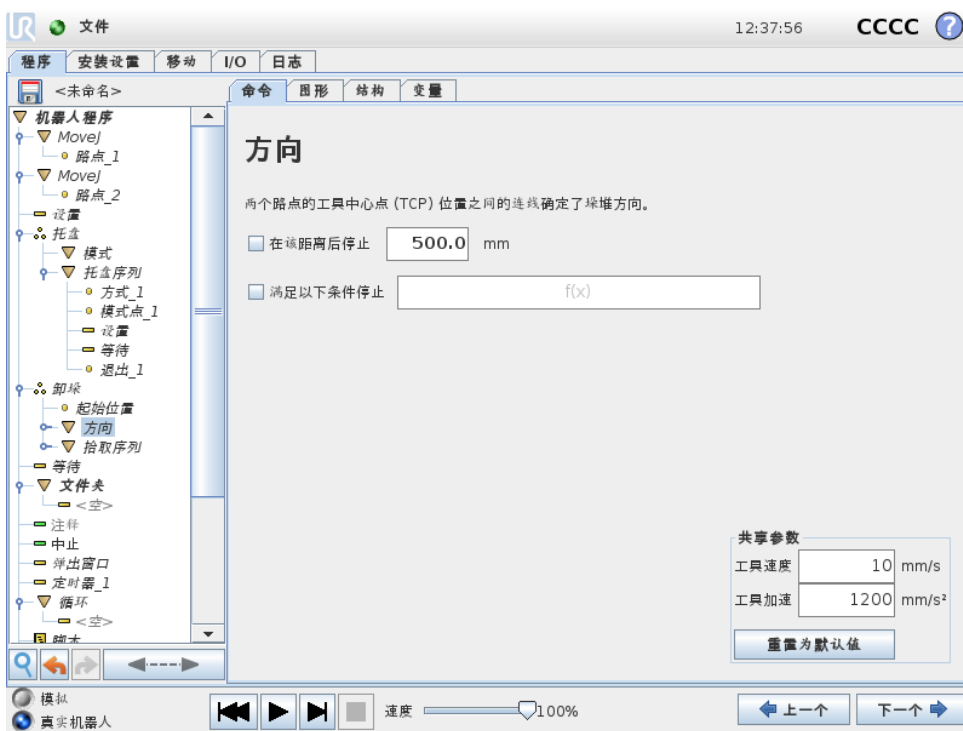 UR 文件 12:37:56 CCCC ?
程序 安装设置 移动 I/O 日志
<未命名>
命令 图形 结构 变量
机器人程序
MoveJ
路点_1
MoveJ
路点_2
设置
托盘
模式
托盘序列
方式_1
模式点_1
设置
等待
退出_1
卸垛
起始位置
方向
拾取序列
等待
文件夹
<空>
注释
中止
弹出窗口
定时器_1
循环
<空>
脚本
方向
两个路点的工具中心点 (TCP) 位置之间的连线确定了垛堆方向。
在该距离后停止 500.0 mm
满足以下条件停止 f(x)
共享参数
工具速度 10 mm/s
工具加速 1200 mm/s²
重置为默认值
模拟
真实机器人
速度 100%
上一个 下一个